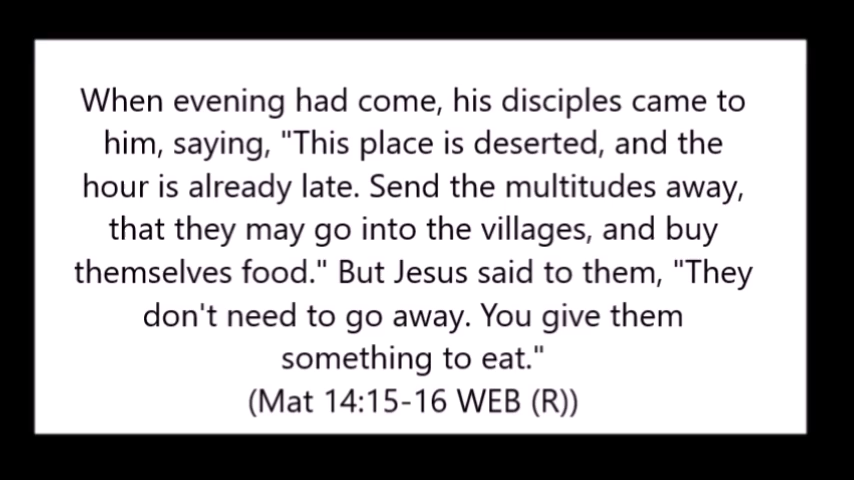 When evening had come, his disciples came to
him, saying, "This place is deserted, and the
hour is already late. Send the multitudes away,
that they may go into the villages, and buy
themselves food." But Jesus said to them, "They
don't need to go away. You give them
something to eat."
(Mat 14:15-16 WEB (R))